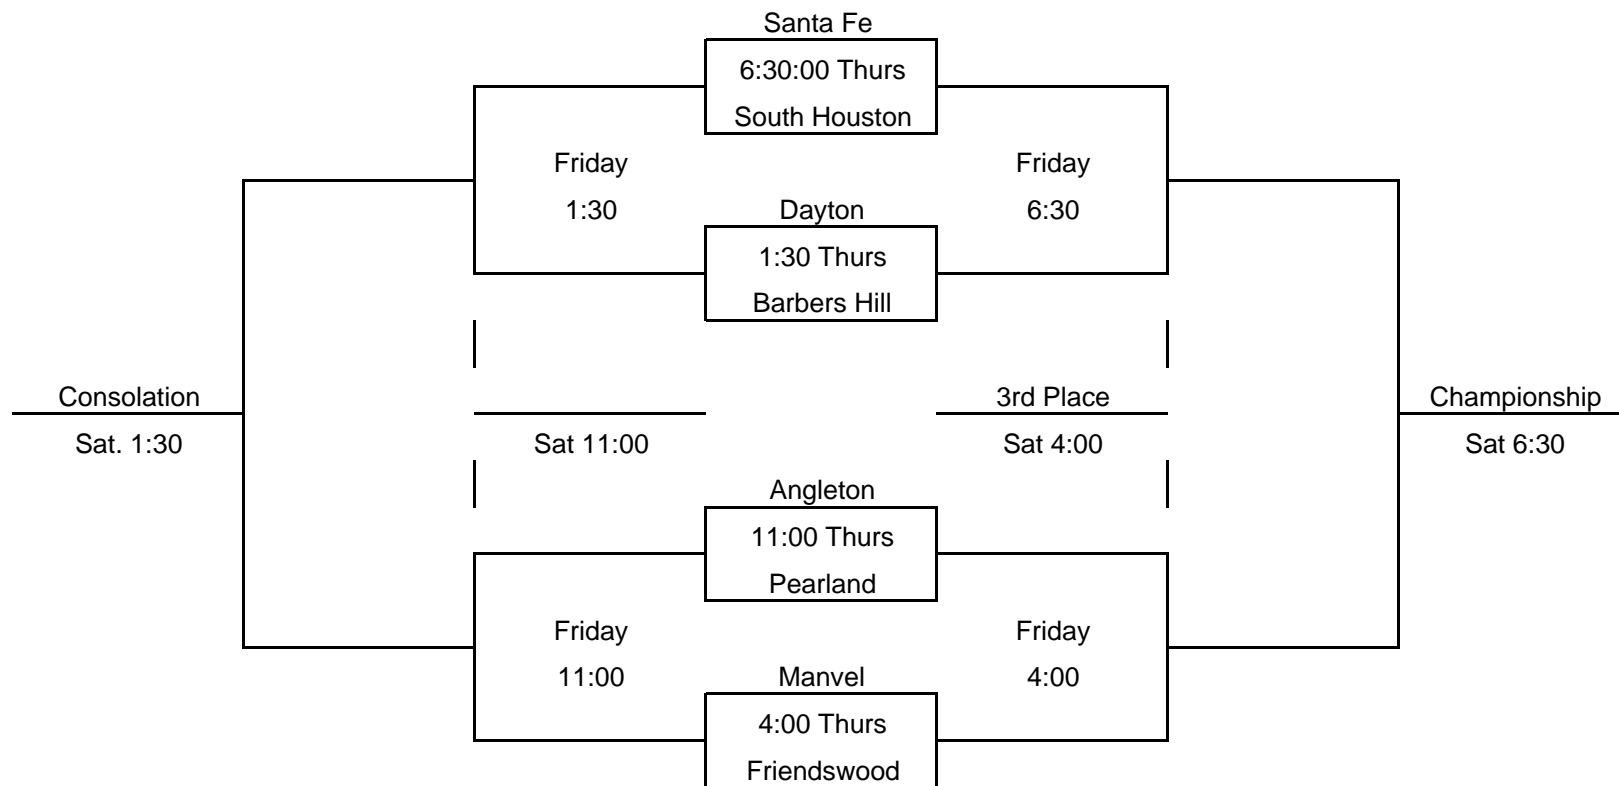 Santa Fe
6:30:00 Thurs
South Houston
Friday
Friday
1:30
Dayton
6:30
1:30 Thurs
Barbers Hill
Consolation
3rd Place
Championship
Sat. 1:30
Sat 11:00
Sat 4:00
Sat 6:30
Angleton
11:00 Thurs
Pearland
Friday
Friday
11:00
Manvel
4:00
4:00 Thurs
Friendswood